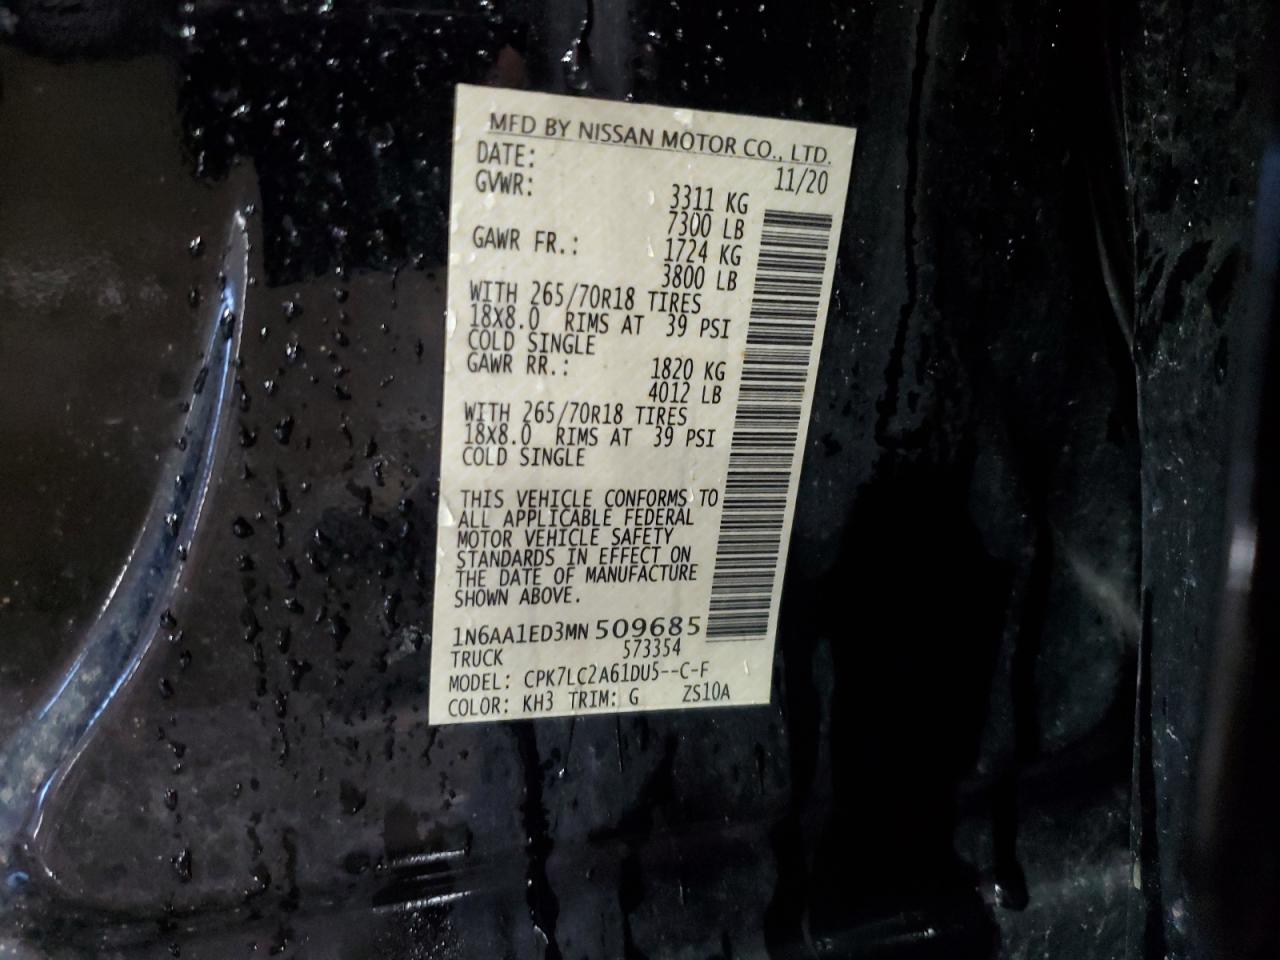 MFD BY NISSAN MOTOR CO., LTD.
DATE: 11/20
GVWR: 3311 KG
7300 LB
GAWR FR.: 1724 KG
3800 LB
WITH 265/70R18 TIRES
18X8.0 RIMS AT 39 PSI
COLD SINGLE
GAWR RR.: 1820 KG
4012 LB
WITH 265/70R18 TIRES
18X8.0 RIMS AT 39 PSI
COLD SINGLE
THIS VEHICLE CONFORMS TO
ALL APPLICABLE FEDERAL
MOTOR VEHICLE SAFETY
STANDARDS IN EFFECT ON
THE DATE OF MANUFACTURE
SHOWN ABOVE.
1N6AA1ED3MN509685
TRUCK 573354
MODEL: CPK7LC2A61DU5--C-F
COLOR: KH3 TRIM: G ZS10A